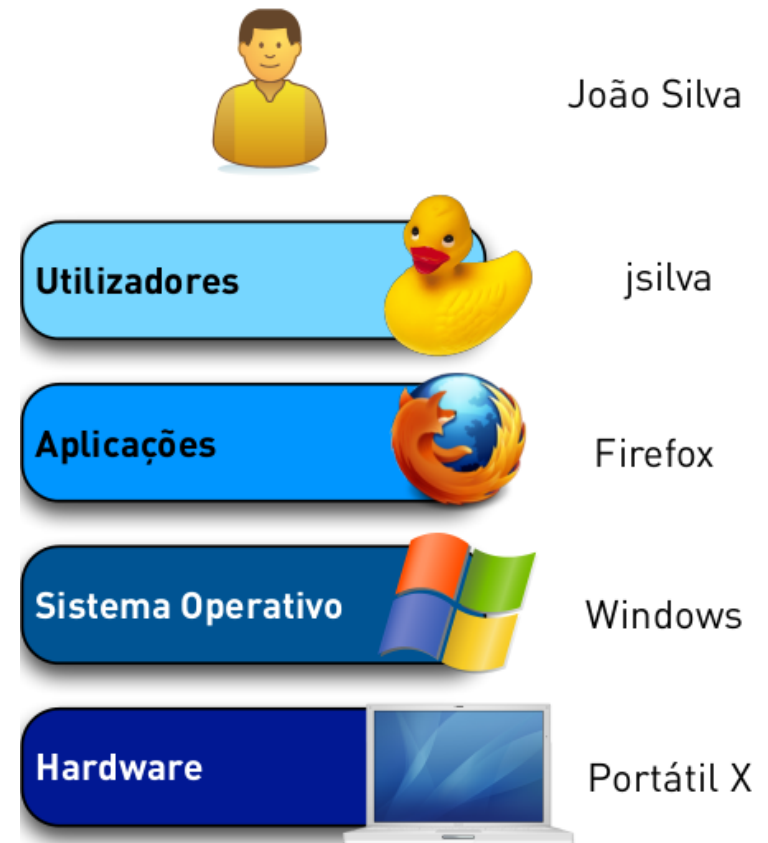 João Silva
Utilizadores
jsilva
Aplicações
Firefox
Sistema Operativo
Windows
Hardware
Portátil X